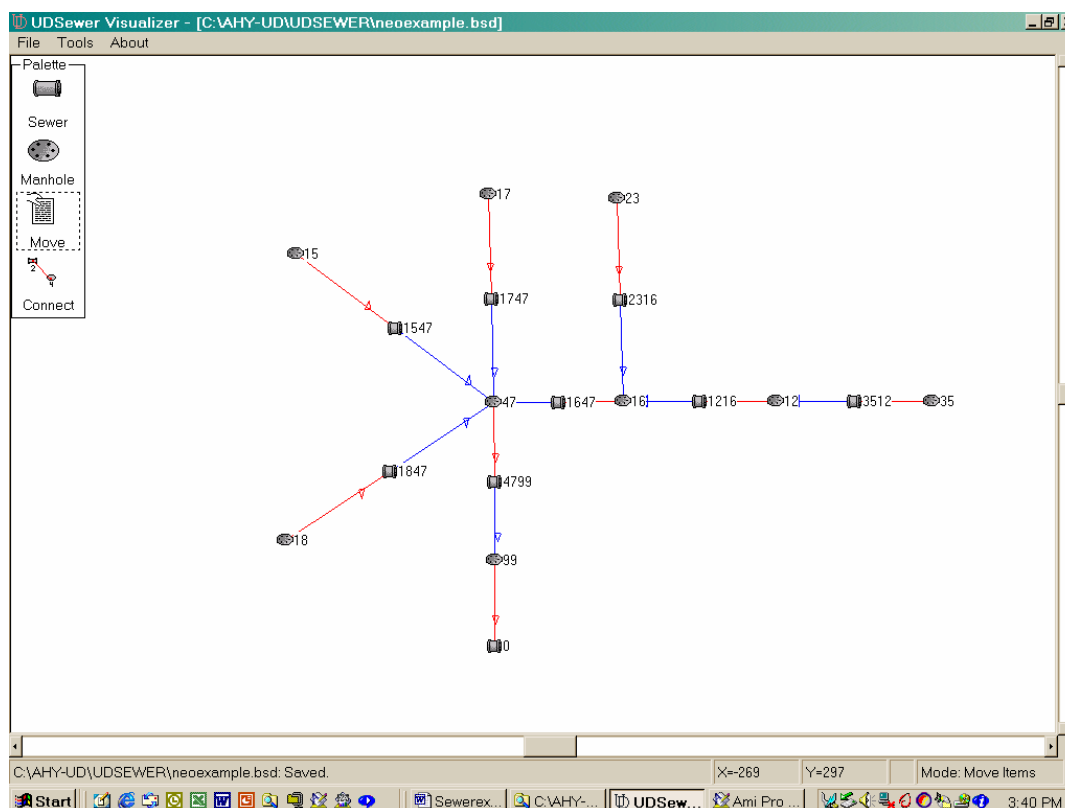 UDSewer Visualizer - [C:\AHY-UD\UDSEWER\neoexample.bsd]
File Tools About
Palette
Sewer
Manhole
Move
2
4
Connect
17
23
15
1747
2316
1547
47
1647
16
1216
12
3512
35
1847
4799
18
99
0
C:\AHY-UD\UDSEWER\neoexample.bsd: Saved. X=-269 Y=297 Mode: Move Items
Start Sewerex... C:\AHY-... UDSew... Ami Pro ... 3:40 PM